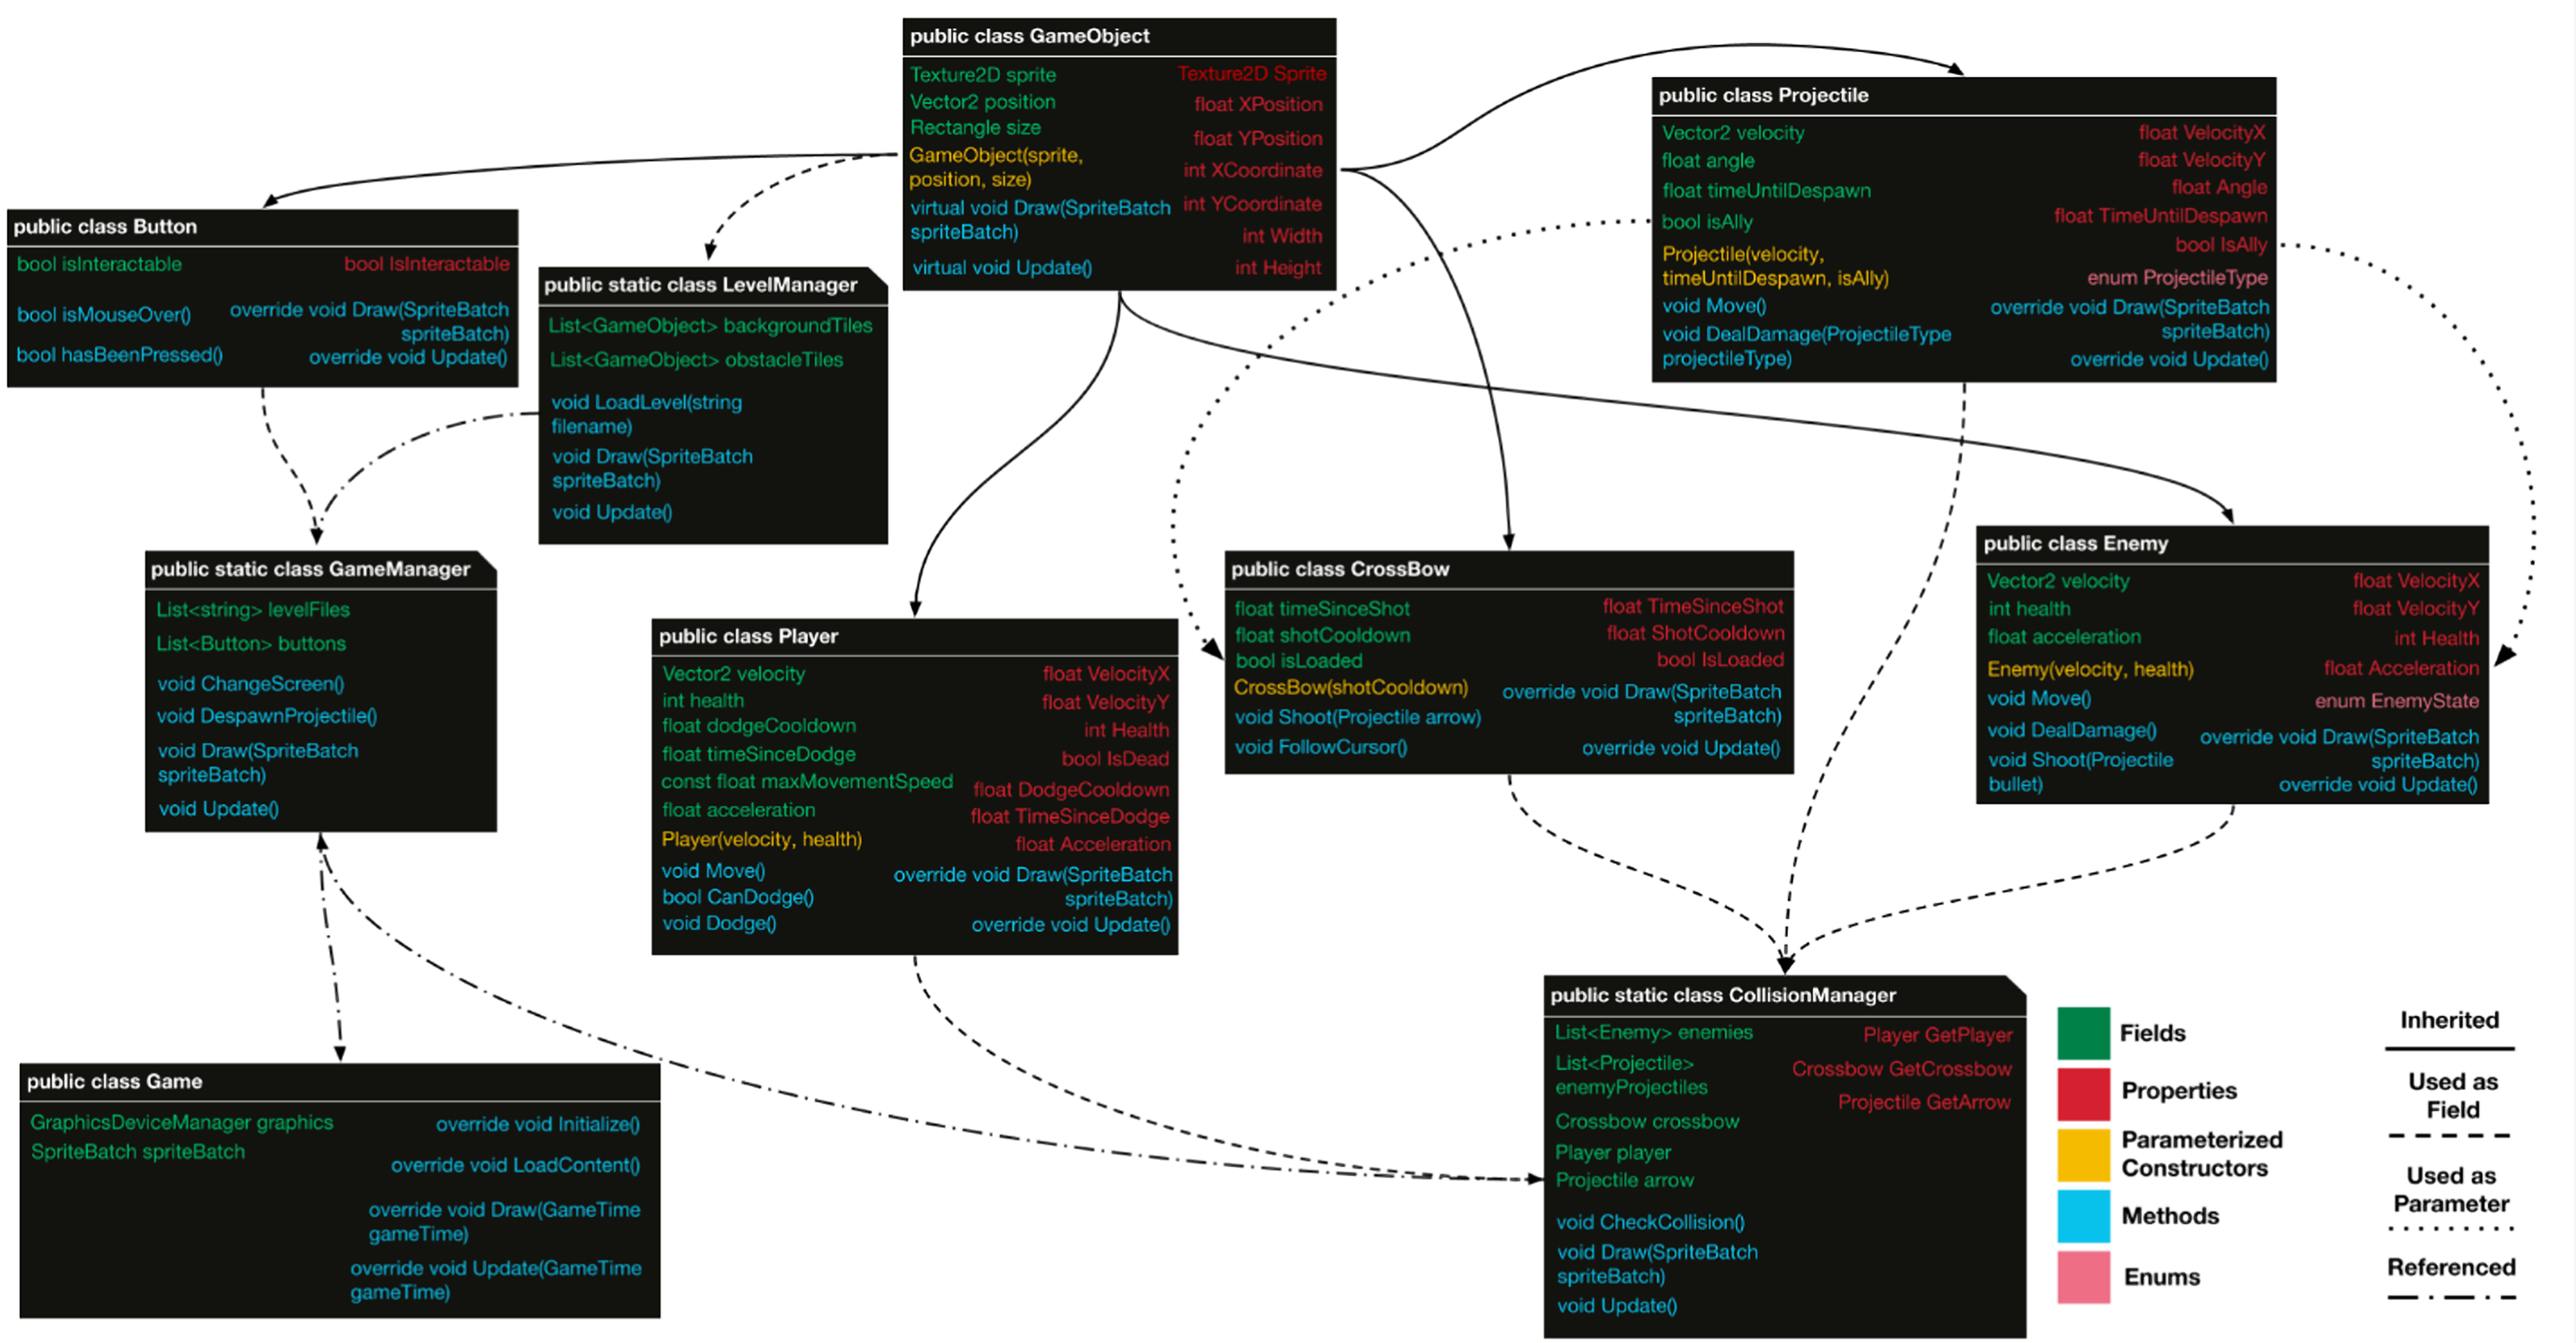 public class GameObject
Texture2D sprite
Vector2 position
Rectangle size
GameObject(sprite,
position, size)
virtual void Draw(SpriteBatch
spriteBatch)
virtual void Update()
Texture2D Sprite
float XPosition
float YPosition
int XCoordinate
int YCoordinate
int Width
int Height
public class Projectile
Vector2 velocity
float angle
float timeUntilDespawn
bool isAlly
Projectile(velocity,
timeUntilDespawn, isAlly)
void Move()
void DealDamage(ProjectileType
projectileType)
float VelocityX
float VelocityY
float Angle
float TimeUntilDespawn
bool IsAlly
enum ProjectileType
override void Draw(SpriteBatch
spriteBatch)
override void Update()
public class Button
bool isInteractable
bool isMouseOver()
bool hasBeenPressed()
bool IsInteractable
override void Draw(SpriteBatch
spriteBatch)
override void Update()
public static class LevelManager
List<GameObject> backgroundTiles
List<GameObject> obstacleTiles
void LoadLevel(string
filename)
void Draw(SpriteBatch
spriteBatch)
void Update()
public static class GameManager
List<string> levelFiles
List<Button> buttons
void ChangeScreen()
void DespawnProjectile()
void Draw(SpriteBatch
spriteBatch)
void Update()
public class Player
Vector2 velocity
int health
float dodgeCooldown
float timeSinceDodge
const float maxMovementSpeed
float acceleration
Player(velocity, health)
void Move()
bool CanDodge()
void Dodge()
float VelocityX
float VelocityY
int Health
bool IsDead
float DodgeCooldown
float TimeSinceDodge
float Acceleration
override void Draw(SpriteBatch
spriteBatch)
override void Update()
public class CrossBow
float timeSinceShot
float shotCooldown
bool isLoaded
CrossBow(shotCooldown)
void Shoot(Projectile arrow)
void FollowCursor()
float TimeSinceShot
float ShotCooldown
bool IsLoaded
override void Draw(SpriteBatch
spriteBatch)
override void Update()
public class Enemy
Vector2 velocity
int health
float acceleration
Enemy(velocity, health)
void Move()
void DealDamage()
void Shoot(Projectile
bullet)
float VelocityX
float VelocityY
int Health
float Acceleration
enum EnemyState
override void Draw(SpriteBatch
spriteBatch)
override void Update()
public class Game
GraphicsDeviceManager graphics
SpriteBatch spriteBatch
override void Initialize()
override void LoadContent()
override void Draw(GameTime
gameTime)
override void Update(GameTime
gameTime)
public static class CollisionManager
List<Enemy> enemies
List<Projectile>
enemyProjectiles
Crossbow crossbow
Player player
Projectile arrow
void CheckCollision()
void Draw(SpriteBatch
spriteBatch)
void Update()
Player GetPlayer
Crossbow GetCrossbow
Projectile GetArrow
Fields
Properties
Parameterized
Constructors
Methods
Enums
Inherited
Used as
Field
Used as
Parameter
Referenced